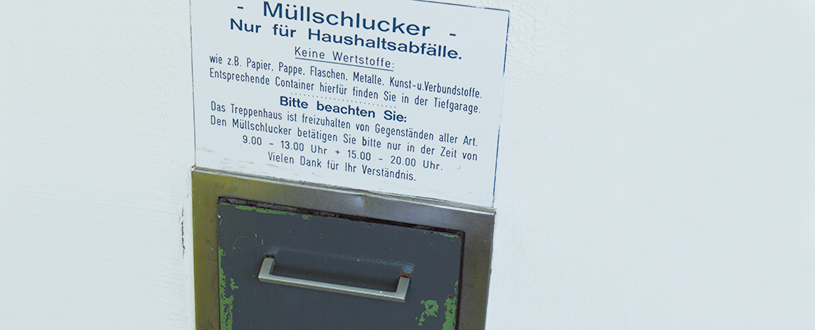 - Müllschlucker -
Nur für Haushaltsabfälle.
Keine Wertstoffe:
wie z.B. Papier, Pappe, Flaschen, Metalle, Kunst-u.Verbundstoffe.
Entsprechende Container hierfür finden Sie in der Tiefgarage.
Bitte beachten Sie:
Das Treppenhaus ist freizuhalten von Gegenständen aller Art.
Den Müllschlucker betätigen Sie bitte nur in der Zeit von
9.00 - 13.00 Uhr + 15.00 - 20.00 Uhr.
Vielen Dank für Ihr Verständnis.